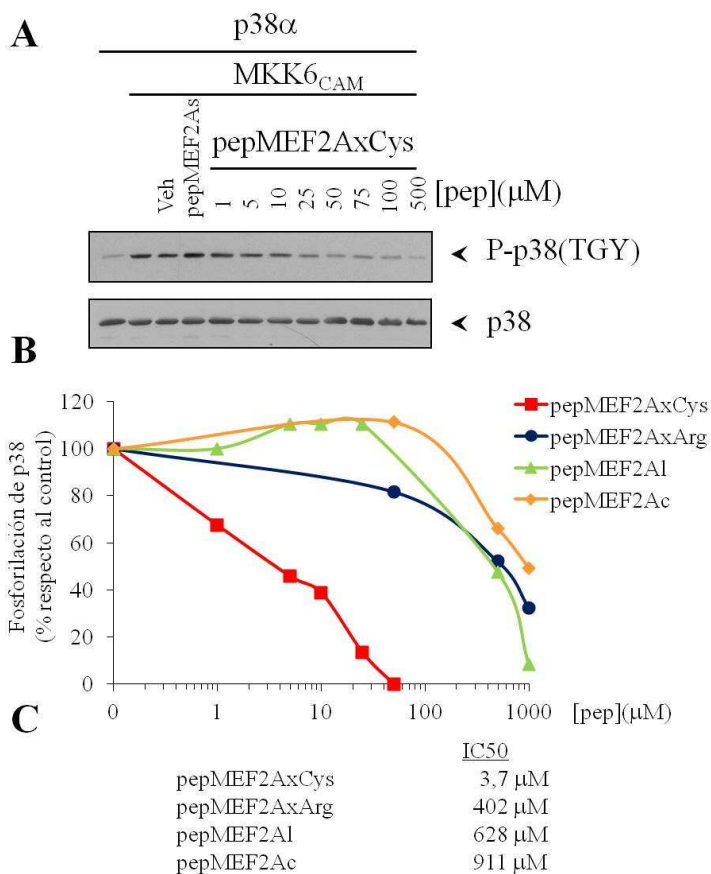 A
p38α
MKK6CAM
pepMEF2AxCys
Veh
pepMEF2As
1
5
10
25
50
75
100
500
[pep](μM)
P-p38(TGY)
p38
B
Fosforilación de p38
(% respecto al control)
120
100
80
60
40
20
0
0
1
10
100
1000
[pep](μM)
pepMEF2AxCys
pepMEF2AxArg
pepMEF2Al
pepMEF2Ac
C
IC50
pepMEF2AxCys 3,7 μM
pepMEF2AxArg 402 μM
pepMEF2Al 628 μM
pepMEF2Ac 911 μM